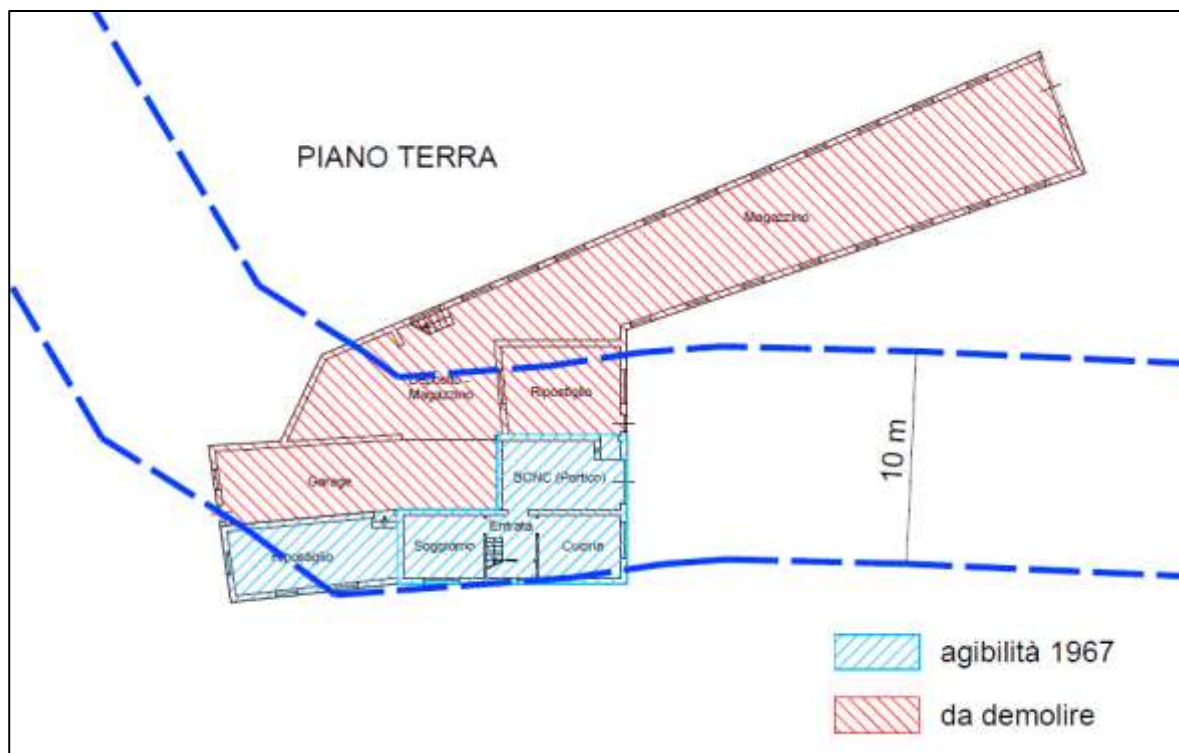 PIANO TERRA
Magazzino
Deposito -
Magazzino
Ripostiglio
Garage
BCNC (Portico)
Entrata
Soggiorno
Cucina
Ripostiglio
10 m
agibilità 1967
da demolire